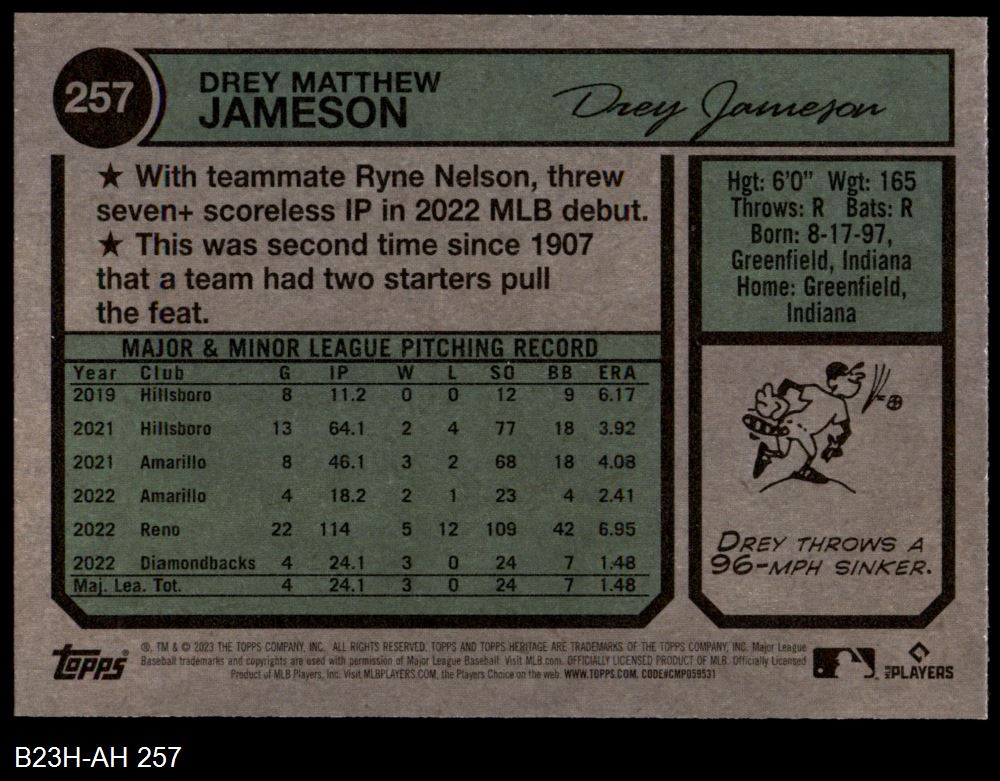 257
DREY MATTHEW
JAMESON
Drey Jameson
★ With teammate Ryne Nelson, threw
seven+ scoreless IP in 2022 MLB debut.
★ This was second time since 1907
that a team had two starters pull
the feat.
Hgt: 6'0" Wgt: 165
Throws: R Bats: R
Born: 8-17-97,
Greenfield, Indiana
Home: Greenfield,
Indiana
MAJOR & MINOR LEAGUE PITCHING RECORD
Year Club G IP W L SO BB ERA
2019 Hillsboro 8 11.2 0 0 12 9 6.17
2021 Hillsboro 13 64.1 2 4 77 18 3.92
2021 Amarillo 8 46.1 3 2 68 18 4.08
2022 Amarillo 4 18.2 2 1 23 4 2.41
2022 Reno 22 114 5 12 109 42 6.95
2022 Diamondbacks 4 24.1 3 0 24 7 1.48
Maj. Lea. Tot. 4 24.1 3 0 24 7 1.48
DREY THROWS A
96-MPH SINKER.
topps
®, TM & © 2023 THE TOPPS COMPANY, INC. ALL RIGHTS RESERVED. TOPPS AND TOPPS HERITAGE ARE TRADEMARKS OF THE TOPPS COMPANY, INC. Major League
Baseball trademarks and copyrights are used with permission of Major League Baseball. Visit MLB.com. OFFICIALLY LICENSED PRODUCT OF MLB. Officially Licensed
Product of MLB Players, Inc. Visit MLBPLAYERS.COM, the Players Choice on the web. WWW.TOPPS.COM. CODE#CMP059531
MLB PLAYERS
B23H-AH 257